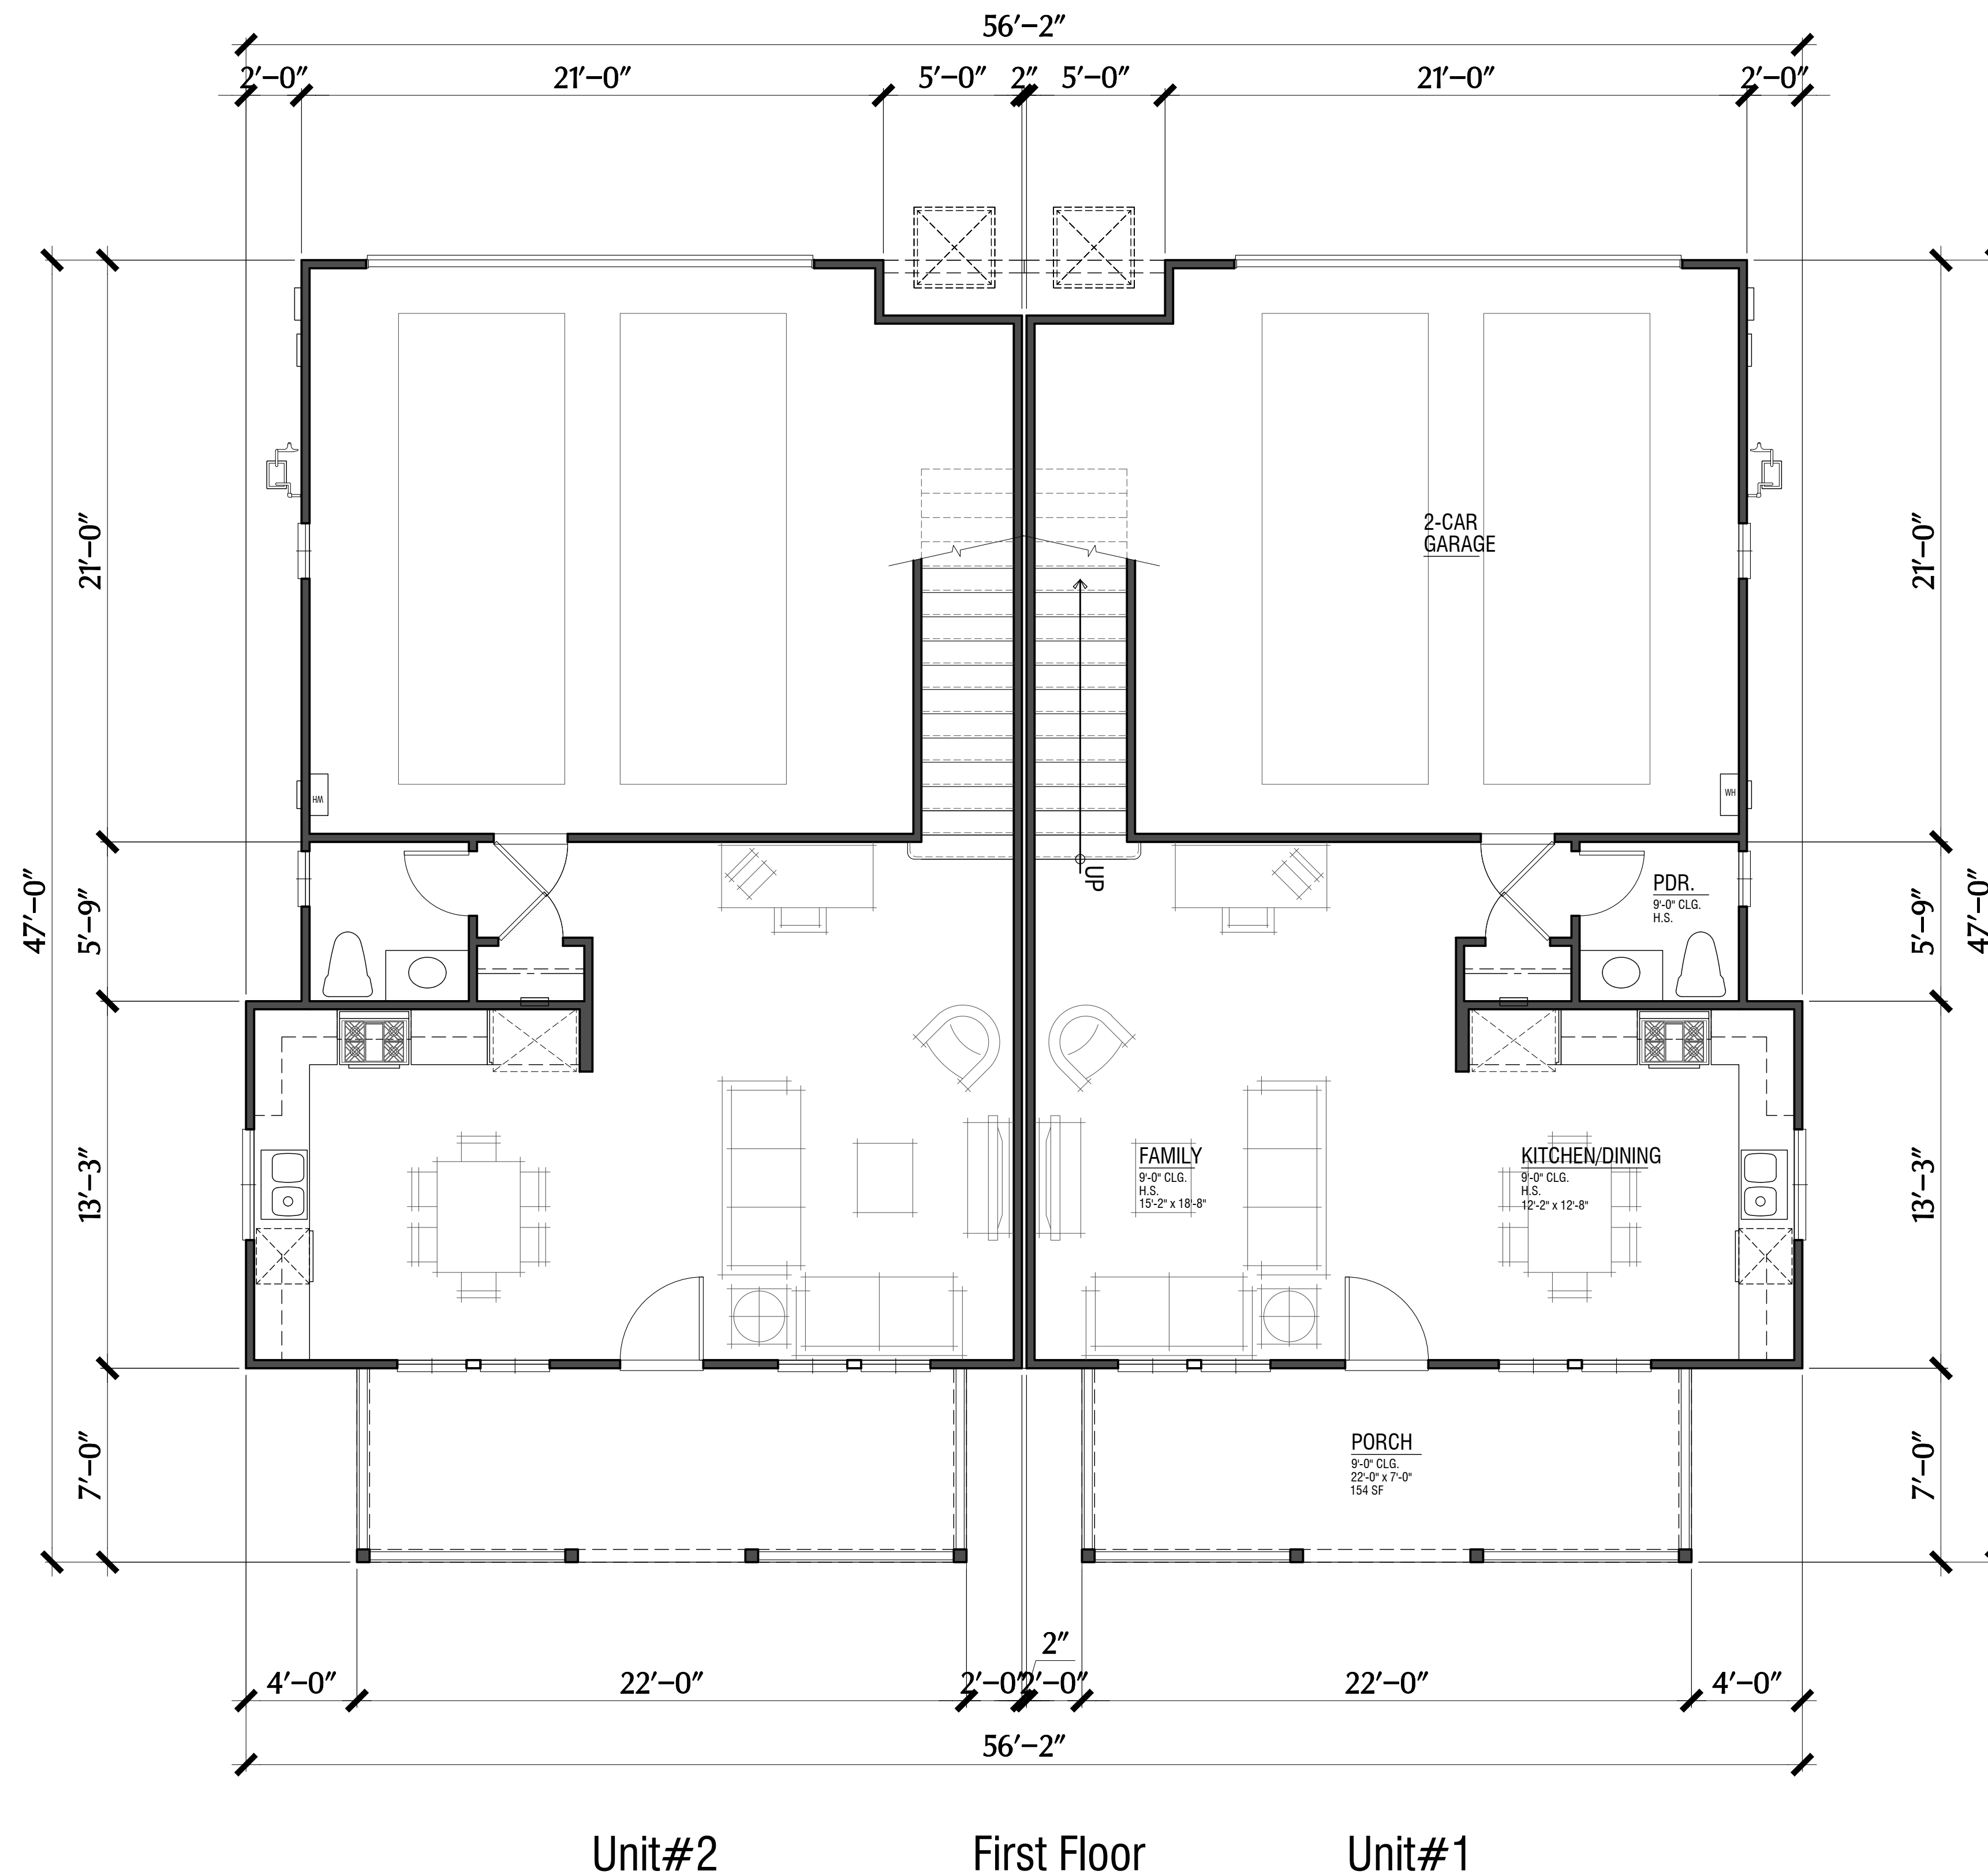 56'-2"
2'-0" 21'-0" 5'-0" 2" 5'-0" 21'-0" 2'-0"
2-CAR
GARAGE
21'-0" 21'-0"
WH WH
UP
PDR.
9'-0" CLG.
H.S.
47'-0" 5'-9" 5'-9" 47'-0"
FAMILY
9'-0" CLG.
H.S.
15'-2" x 18'-8"
KITCHEN/DINING
9'-0" CLG.
H.S.
12'-2" x 12'-8"
13'-3" 13'-3"
PORCH
9'-0" CLG.
22'-0" x 7'-0"
154 SF
7'-0" 7'-0"
2"
4'-0" 22'-0" 2'-0" 2'-0" 22'-0" 4'-0"
56'-2"
Unit#2 First Floor Unit#1